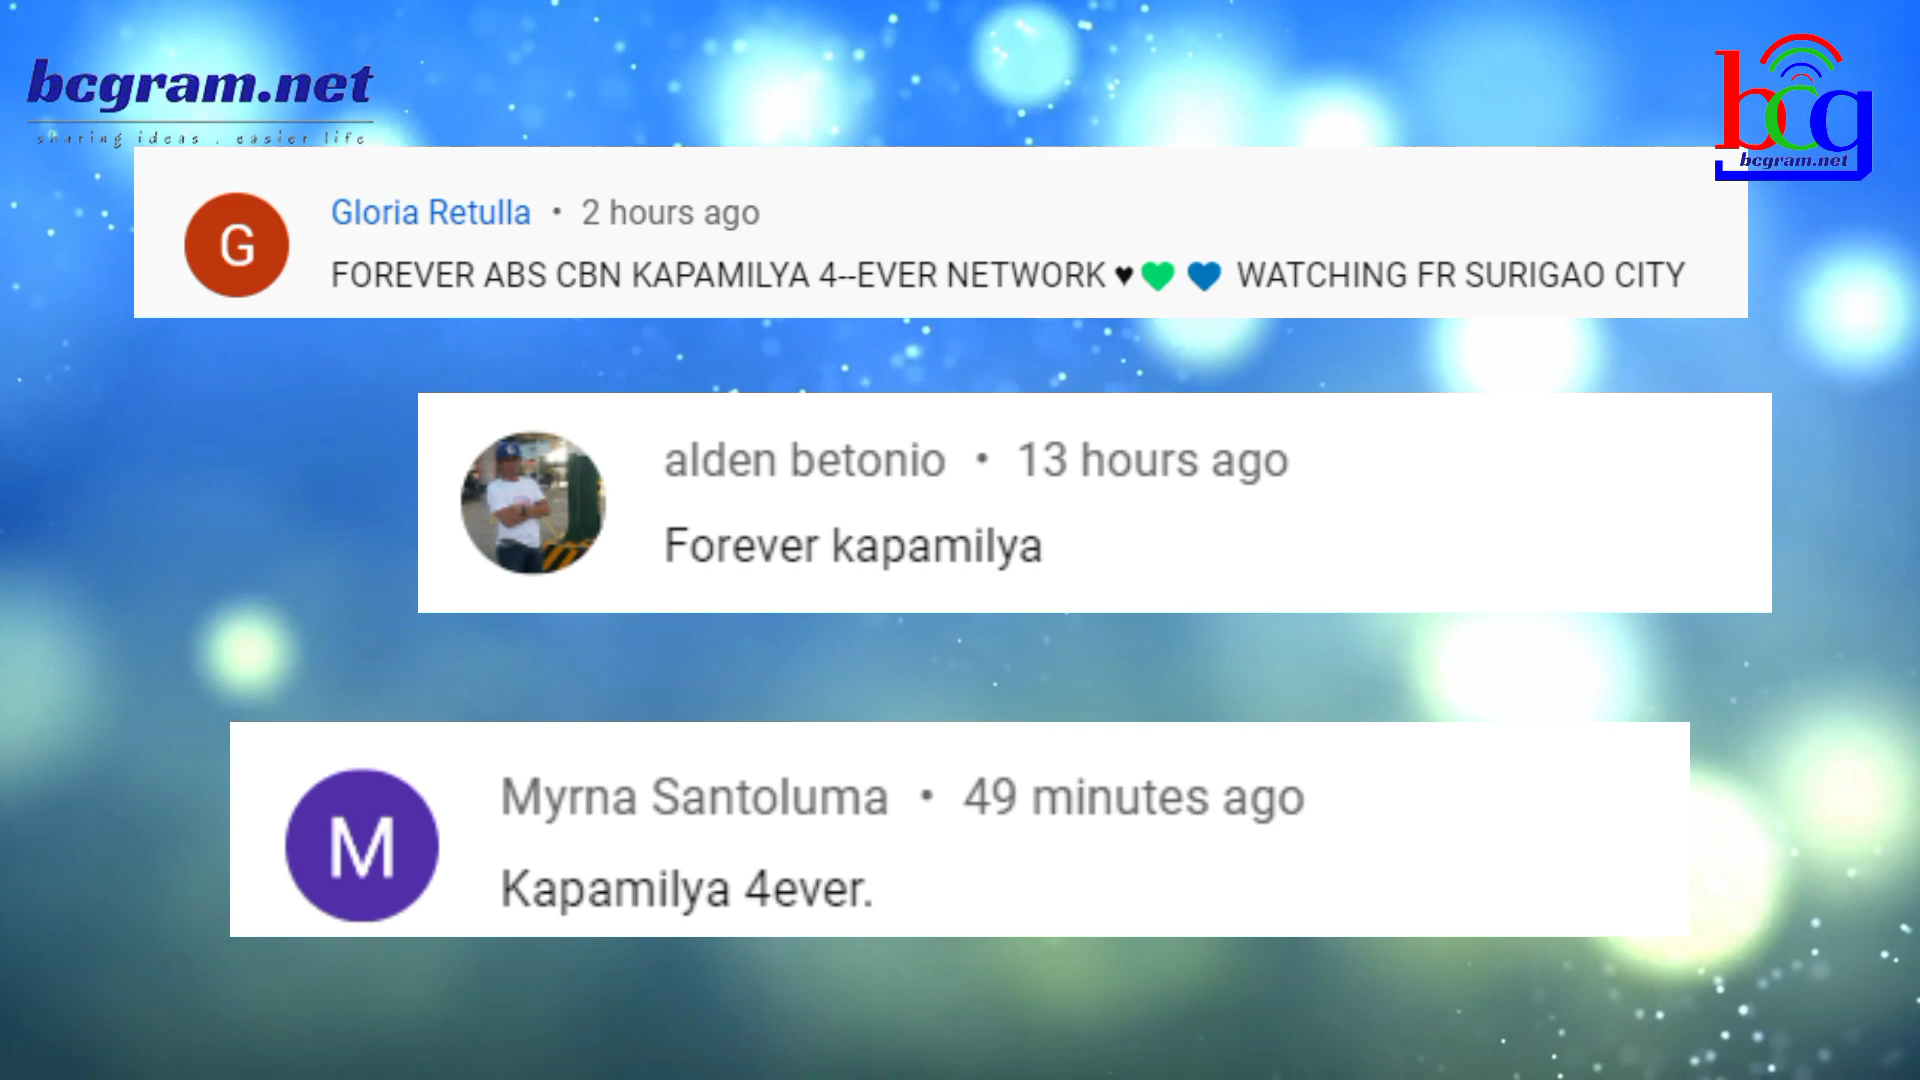 bcgram.net
sharing ideas . easier life
bcg
bcgram.net
G
Gloria Retulla • 2 hours ago
FOREVER ABS CBN KAPAMILYA 4--EVER NETWORK ♥💚💙 WATCHING FR SURIGAO CITY
alden betonio • 13 hours ago
Forever kapamilya
M
Myrna Santoluma • 49 minutes ago
Kapamilya 4ever.